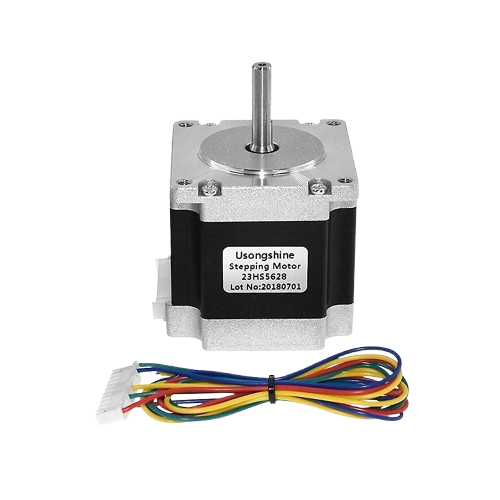 Usongshine
Stepping Motor
23HS5628
Lot No:20180701